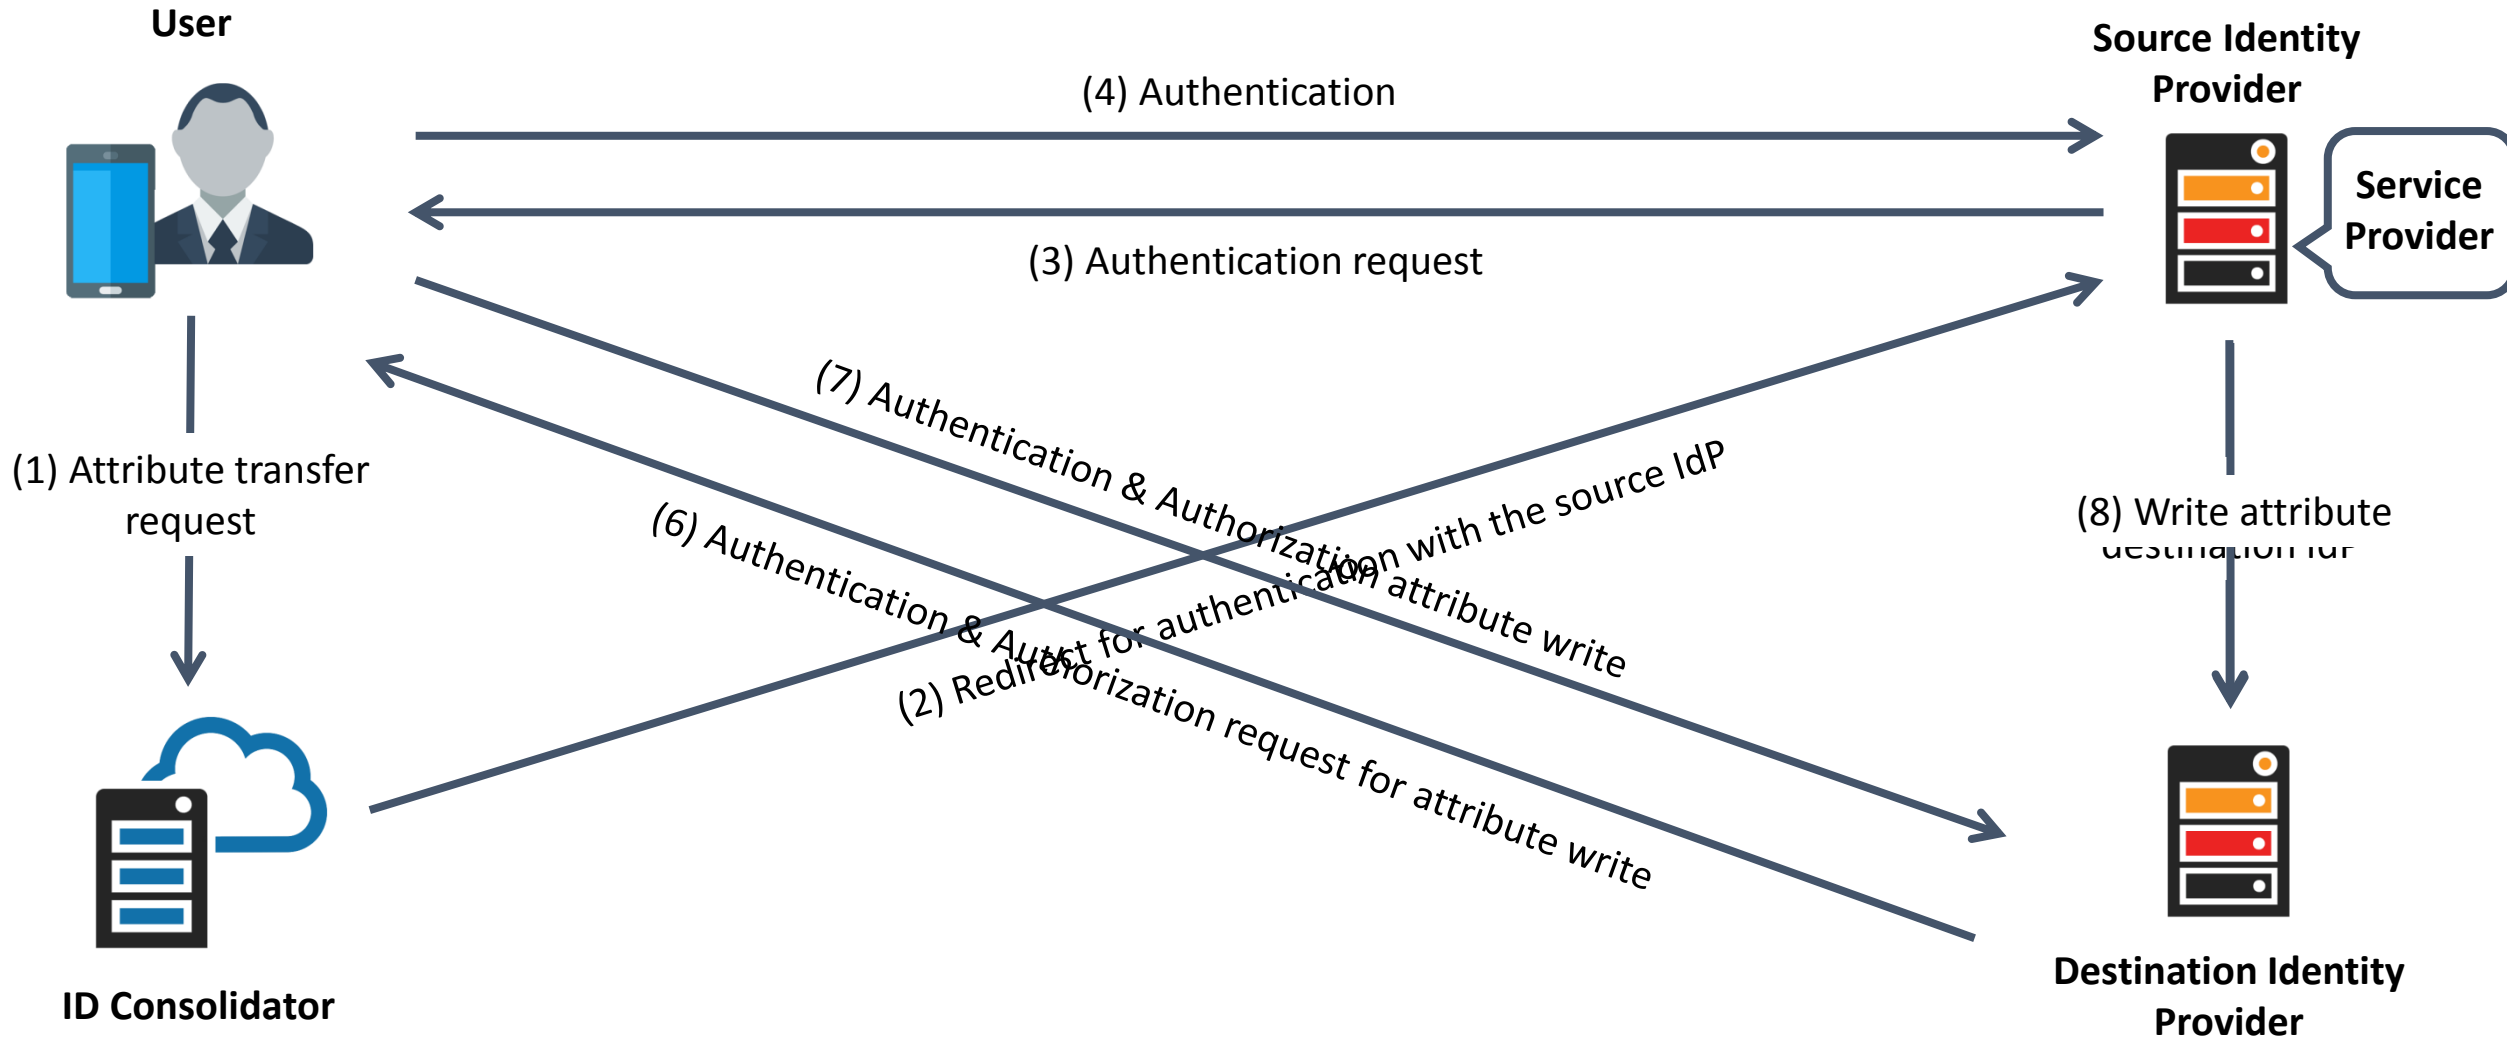 User
Source Identity
Provider
(4) Authentication
Service
Provider
(3) Authentication request
(7) Authentication & Authorization attribute write
(1) Attribute transfer
request
(2) Redirect for authentication with the source IdP
(6) Authentication & Authorization request for attribute write
(8) Write attribute
destination IdP
ID Consolidator
Destination Identity
Provider